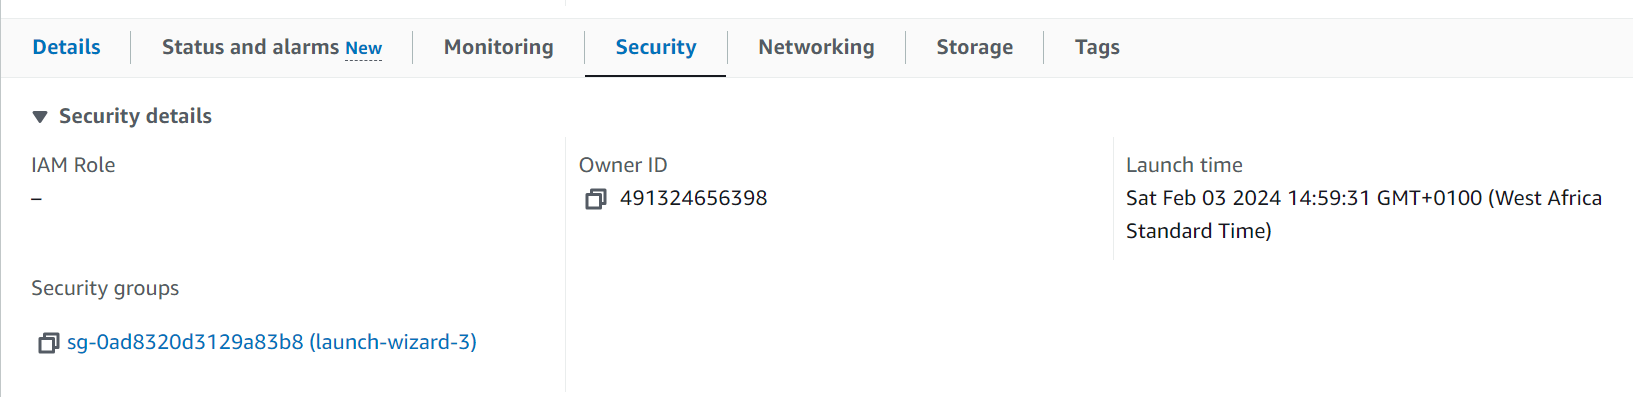 Details
Status and alarms New
Monitoring
Security
Networking
Storage
Tags
Security details
IAM Role
–
Owner ID
491324656398
Launch time
Sat Feb 03 2024 14:59:31 GMT+0100 (West Africa
Standard Time)
Security groups
sg-0ad8320d3129a83b8 (launch-wizard-3)